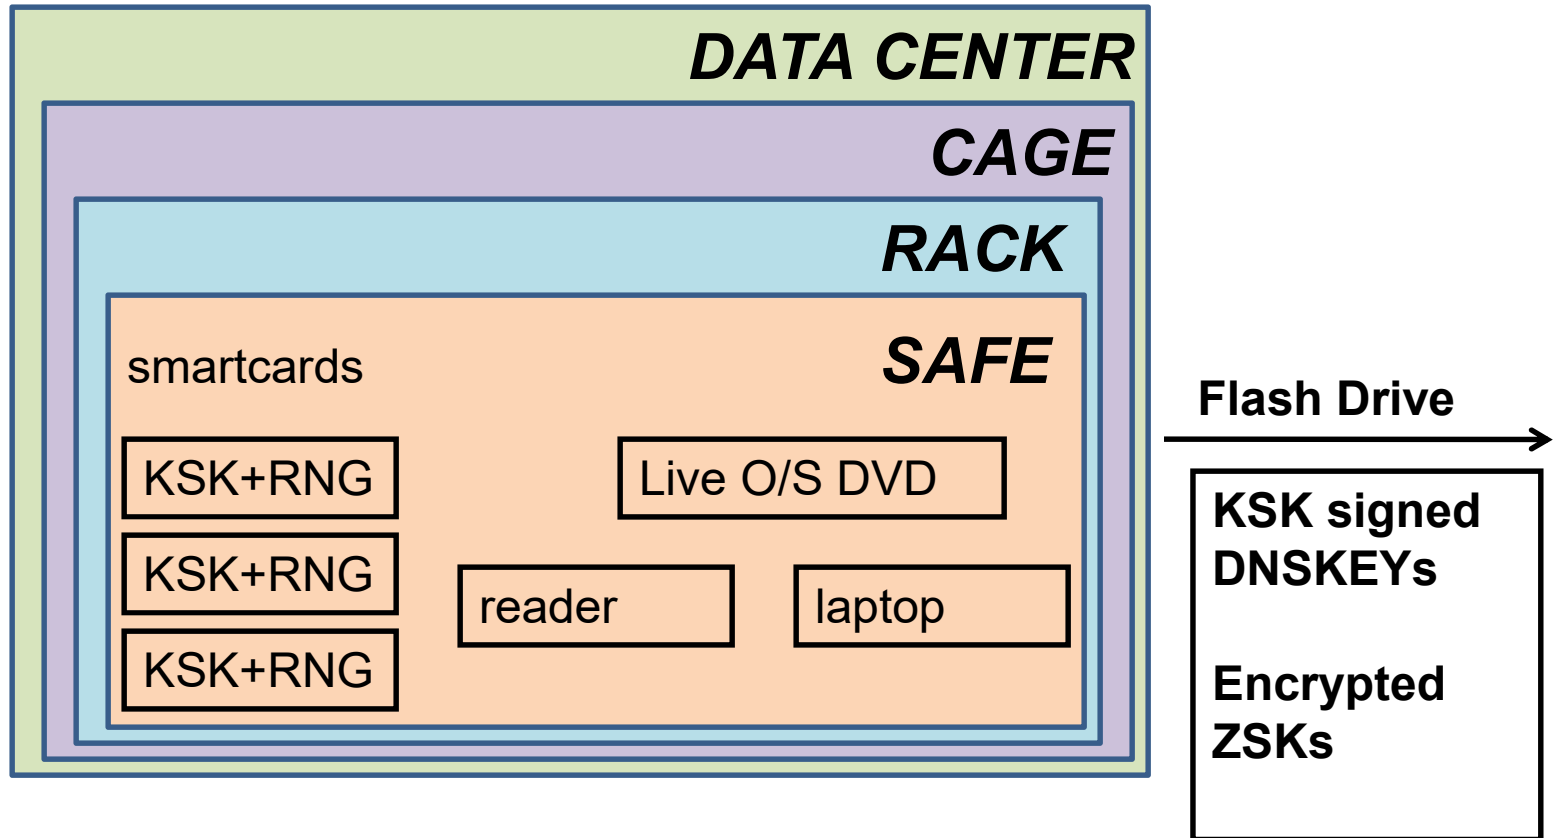 DATA CENTER
CAGE
RACK
SAFE
smartcards
KSK+RNG
KSK+RNG
KSK+RNG
Live O/S DVD
reader
laptop
Flash Drive
KSK signed
DNSKEYs
Encrypted
ZSKs